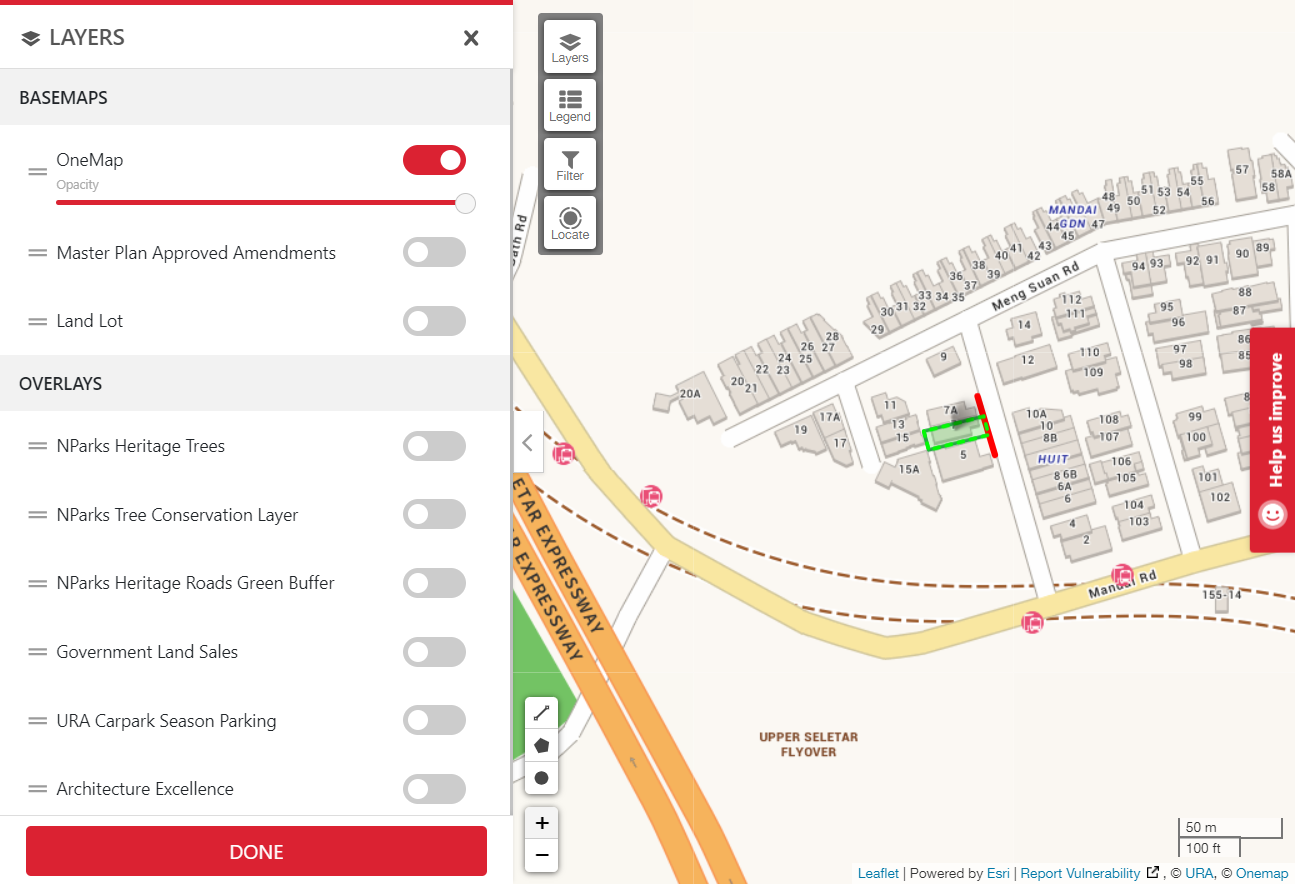 LAYERS
BASEMAPS
OneMap
Opacity
Master Plan Approved Amendments
Land Lot
OVERLAYS
NParks Heritage Trees
NParks Tree Conservation Layer
NParks Heritage Roads Green Buffer
Government Land Sales
URA Carpark Season Parking
Architecture Excellence
DONE
Layers
Legend
Filter
Locate
57
58A
58
55
54
56
53
51
52
50
48
49
MANDAI
GDN
47
44
45
43
42
41
40
39
38
37
36
35
34
33
32
31
30
29
28
27
26
25
24
23
22
21
20
20A
Meng Suan Rd
94
93
92
91
90
89
88
87
86
85
95
96
97
98
112
111
110
109
14
12
9
11
13
15
7A
5
17A
17
19
15A
10A
10
8B
HUIT
8
6B
6A
6
4
2
108
107
106
105
104
103
99
100
101
102
155-14
Rd
ETAR EXPRESSWAY
AR EXPRESSWAY
UPPER SELETAR
FLYOVER
Help us improve
+
−
50 m
100 ft
Leaflet | Powered by Esri | Report Vulnerability , © URA, © Onemap